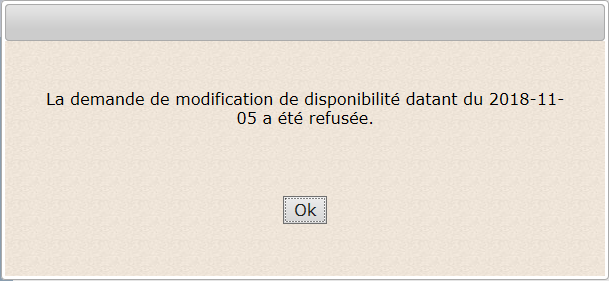 La demande de modification de disponibilité datant du 2018-11-
05 a été refusée.
Ok